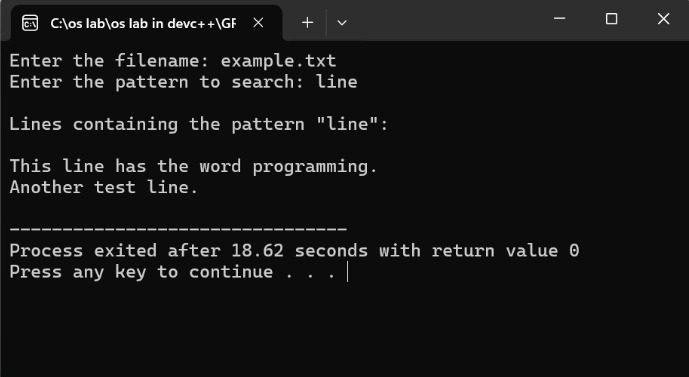 C:\os lab\os lab in devc++\GF
Enter the filename: example.txt
Enter the pattern to search: line
Lines containing the pattern "line":
This line has the word programming.
Another test line.
--------------------------------
Process exited after 18.62 seconds with return value 0
Press any key to continue . . .